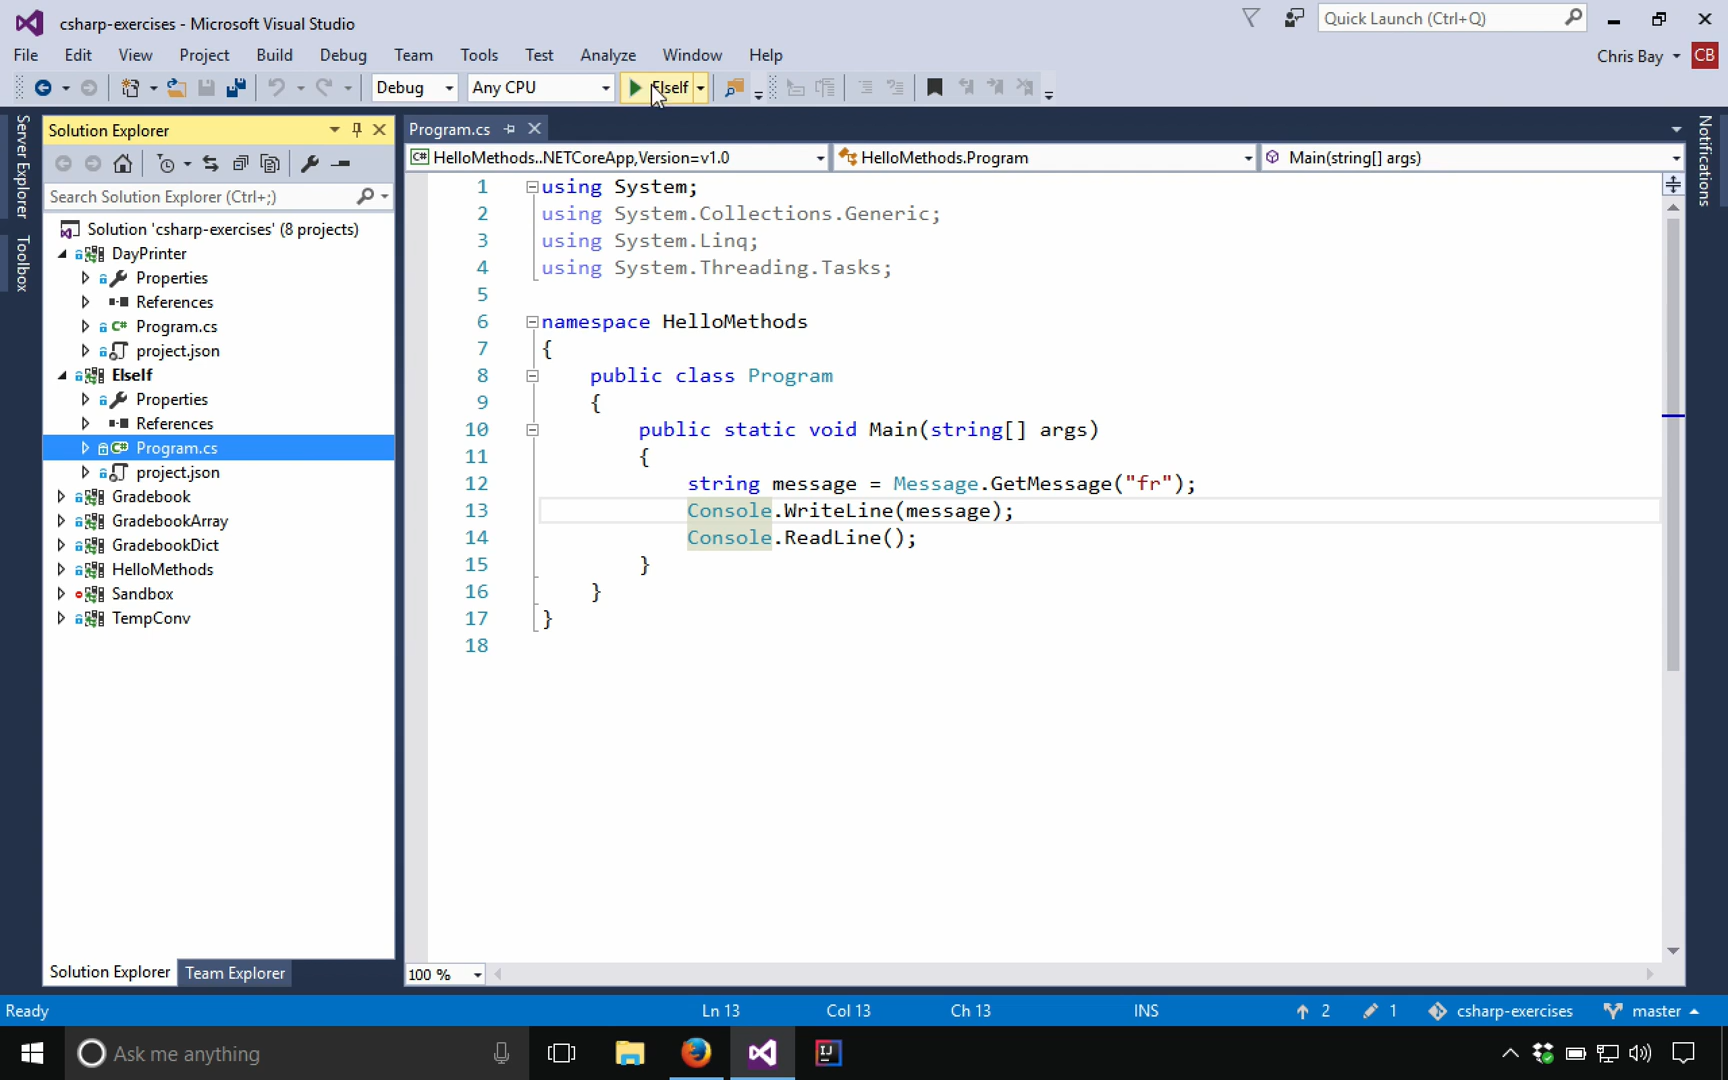 csharp-exercises - Microsoft Visual Studio
Quick Launch (Ctrl+Q)
File Edit View Project Build Debug Team Tools Test Analyze Window Help
Chris Bay CB
Debug Any CPU ElseIf
Server Explorer
Toolbox
Solution Explorer
Search Solution Explorer (Ctrl+;)
Solution 'csharp-exercises' (8 projects)
DayPrinter
Properties
References
C# Program.cs
project.json
ElseIf
Properties
References
C# Program.cs
project.json
Gradebook
GradebookArray
GradebookDict
HelloMethods
Sandbox
TempConv
Solution Explorer Team Explorer
Program.cs
C# HelloMethods..NETCoreApp,Version=v1.0 HelloMethods.Program Main(string[] args)
1 using System;
2 using System.Collections.Generic;
3 using System.Linq;
4 using System.Threading.Tasks;
5
6 namespace HelloMethods
7 {
8 public class Program
9 {
10 public static void Main(string[] args)
11 {
12 string message = Message.GetMessage("fr");
13 Console.WriteLine(message);
14 Console.ReadLine();
15 }
16 }
17 }
18
100 %
Notifications
Ready Ln 13 Col 13 Ch 13 INS 2 1 csharp-exercises master
Ask me anything
IJ